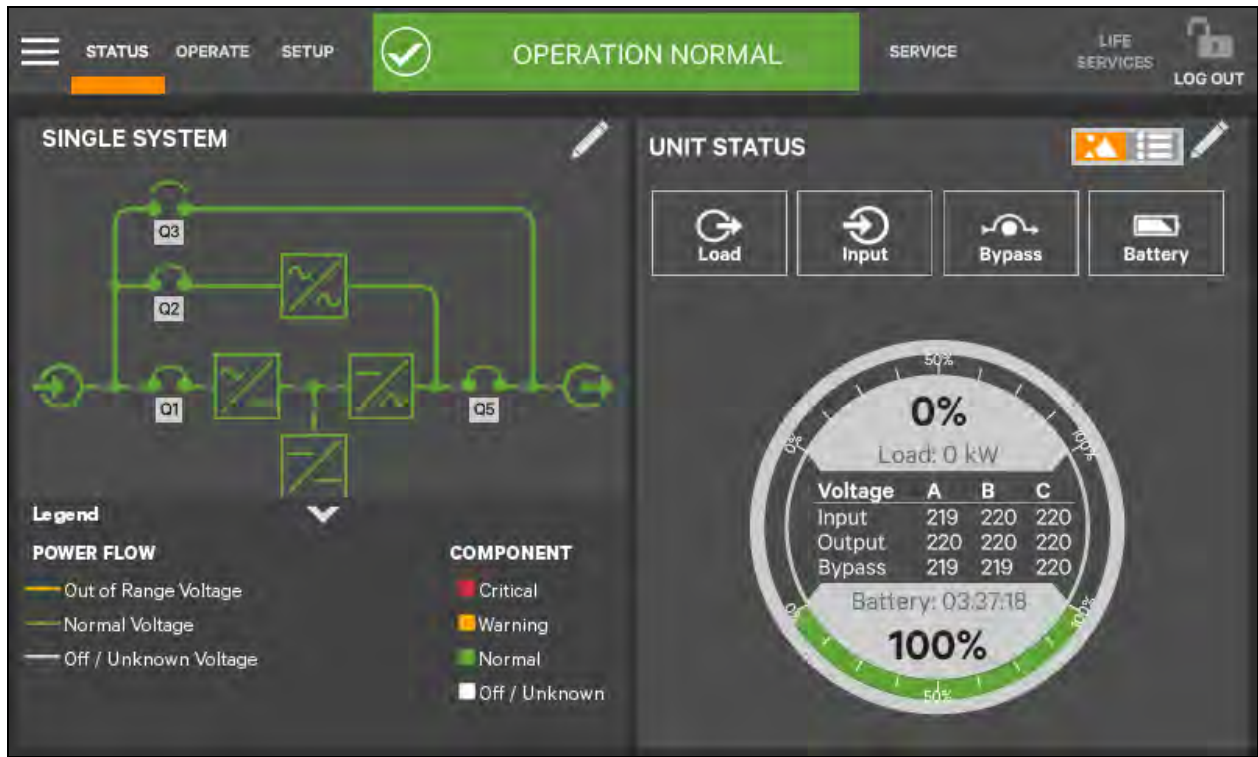 STATUS OPERATE SETUP
OPERATION NORMAL
SERVICE
LIFE
SERVICES
LOG OUT
SINGLE SYSTEM
Q3
Q2
Q1
Q5
Legend
POWER FLOW
Out of Range Voltage
Normal Voltage
Off / Unknown Voltage
COMPONENT
Critical
Warning
Normal
Off / Unknown
UNIT STATUS
Load Input Bypass Battery
50%
0% 100%
0%
Load: 0 kW
Voltage A B C
Input 219 220 220
Output 220 220 220
Bypass 219 219 220
Battery: 03:37:18
100%
0% 100%
50%